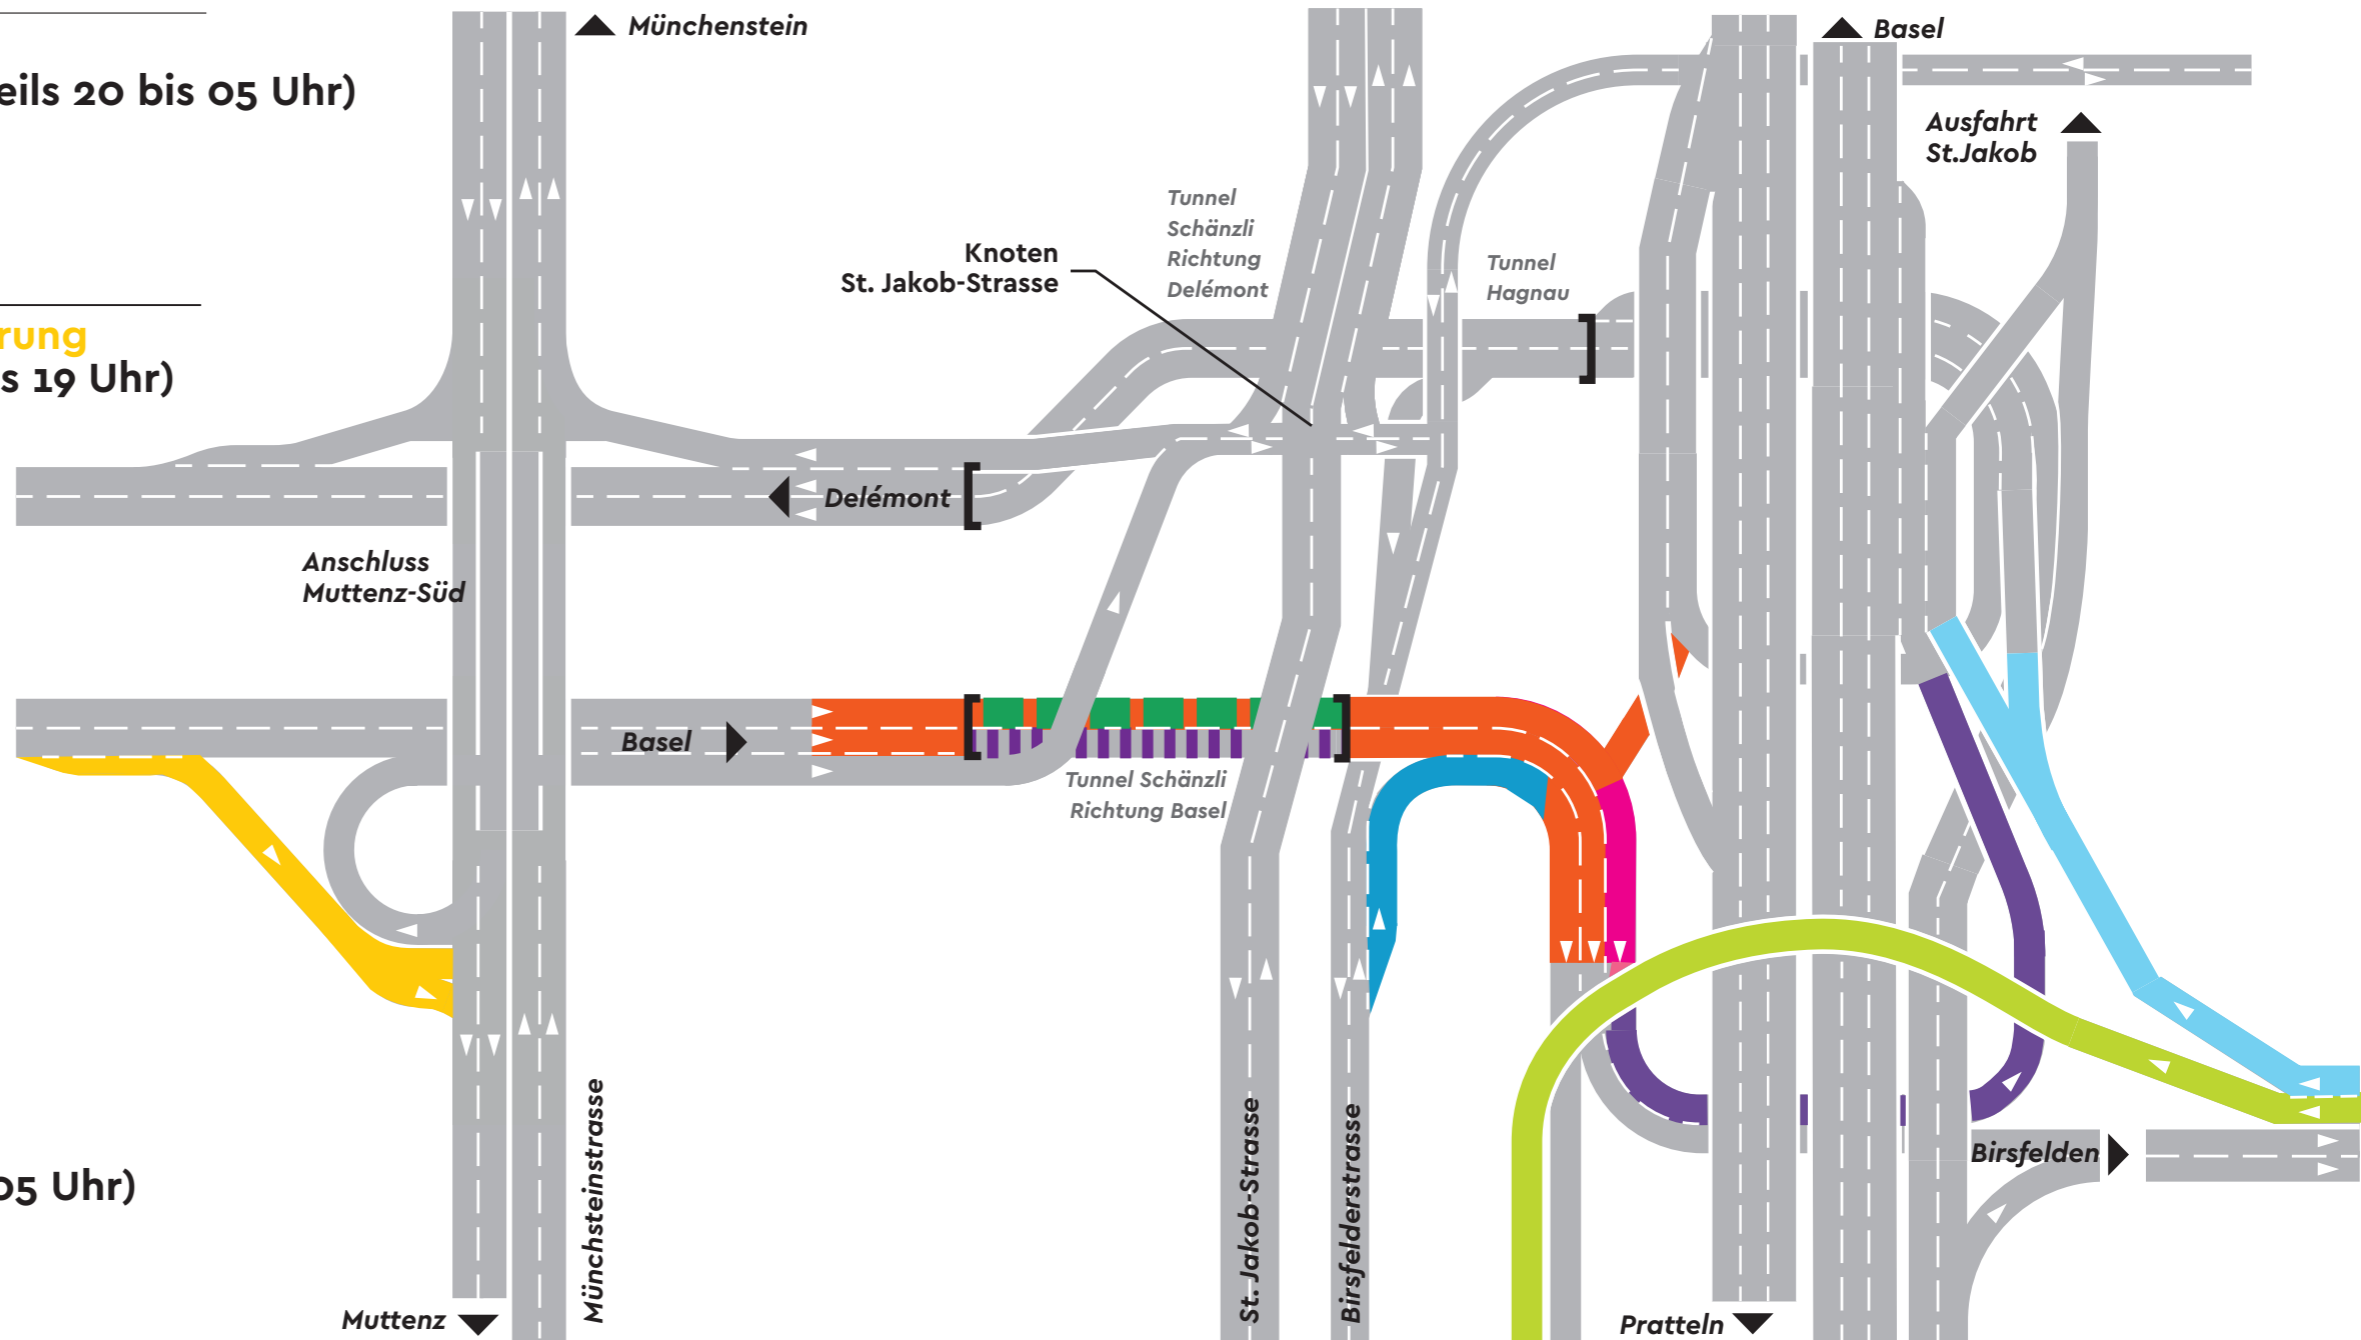 eils 20 bis 05 Uhr)
rung
s 19 Uhr)
05 Uhr)
Münchenstein
Basel
Ausfahrt
St.Jakob
Tunnel
Schänzli
Richtung
Delémont
Knoten
St. Jakob-Strasse
Tunnel
Hagnau
Delémont
Anschluss
Muttenz-Süd
Basel
Tunnel Schänzli
Richtung Basel
Münchsteinstrasse
St. Jakob-Strasse
Birsfelderstrasse
Birsfelden
Muttenz
Pratteln